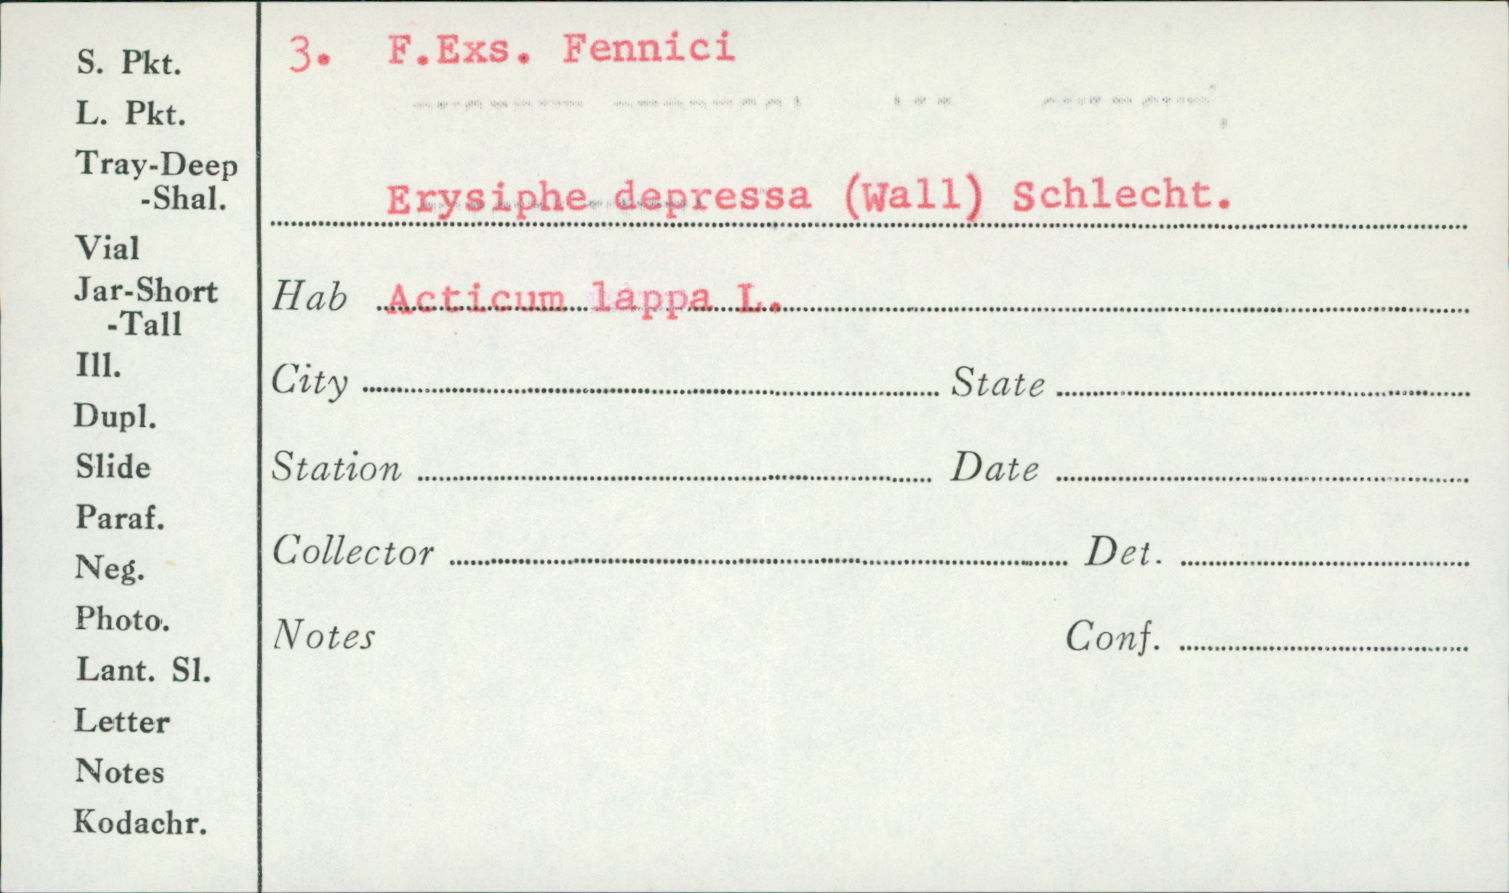 S. Pkt.
L. Pkt.
Tray-Deep
-Shal.
Vial
Jar-Short
-Tall
Ill.
Dupl.
Slide
Paraf.
Neg.
Photo.
Lant. Sl.
Letter
Notes
Kodachr.
3. F.Exs. Fennici
Erysiphe depressa (Wall) Schlecht.
Hab Acticum lappa L.
City State
Station Date
Collector Det.
Notes Conf.